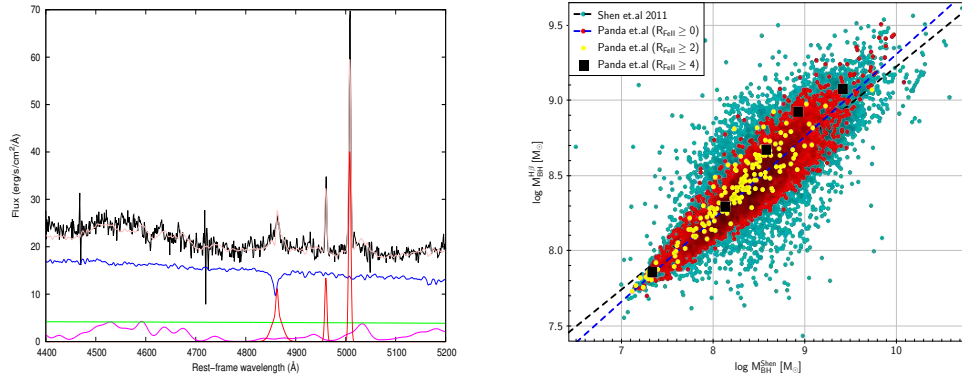 70
60
50
40
30
20
10
0
Flux (erg/s/cm²/Å)
4400 4500 4600 4700 4800 4900 5000 5100 5200
Rest-frame wavelength (Å)
Shen et.al 2011
Panda et.al (R_FeII ≥ 0)
Panda et.al (R_FeII ≥ 2)
Panda et.al (R_FeII ≥ 4)
9.5
9.0
8.5
8.0
7.5
log M_BH^Hβ [M_⊙]
7 8 9 10
log M_BH^Shen [M_⊙]